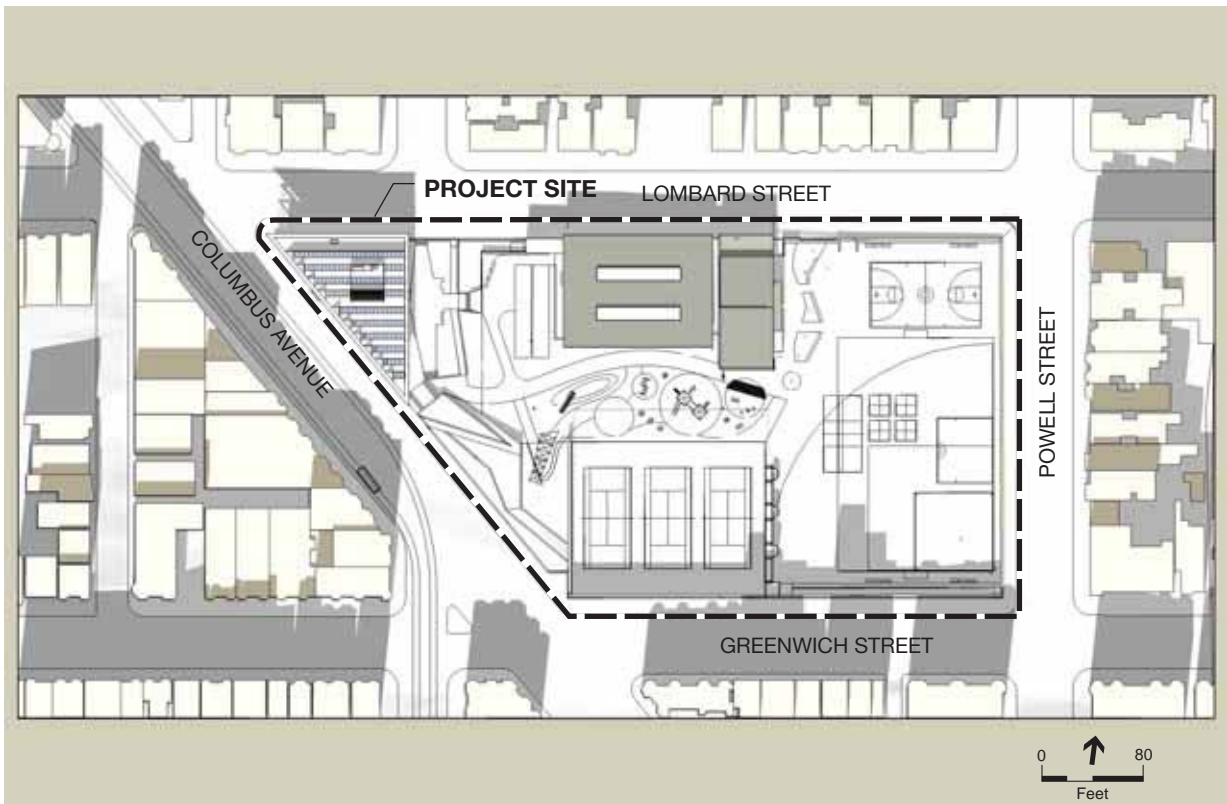 PROJECT SITE
LOMBARD STREET
COLUMBUS AVENUE
POWELL STREET
GREENWICH STREET
0 80
Feet